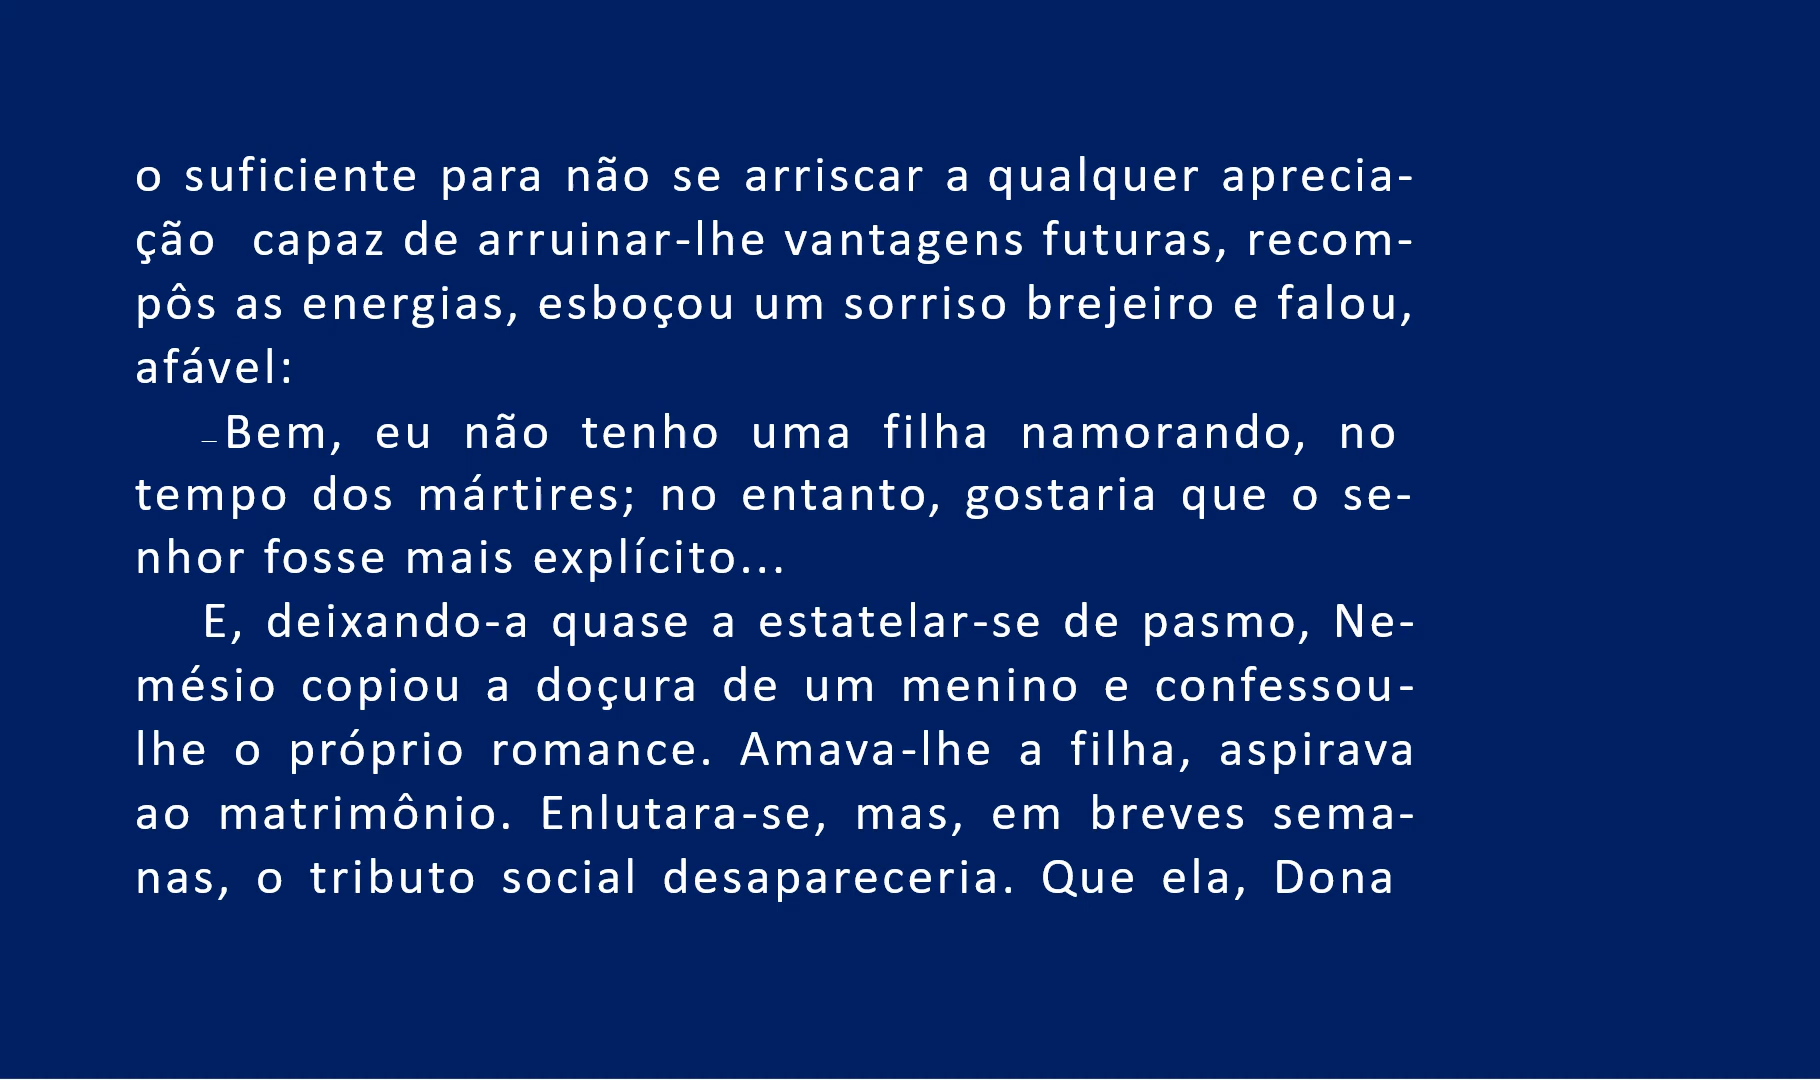 o suficiente para não se arriscar a qualquer aprecia-
ção capaz de arruinar-lhe vantagens futuras, recom-
pôs as energias, esboçou um sorriso brejeiro e falou,
afável:
–Bem, eu não tenho uma filha namorando, no
tempo dos mártires; no entanto, gostaria que o se-
nhor fosse mais explícito...
E, deixando-a quase a estatelar-se de pasmo, Ne-
mésio copiou a doçura de um menino e confessou-
lhe o próprio romance. Amava-lhe a filha, aspirava
ao matrimônio. Enlutara-se, mas, em breves sema-
nas, o tributo social desapareceria. Que ela, Dona